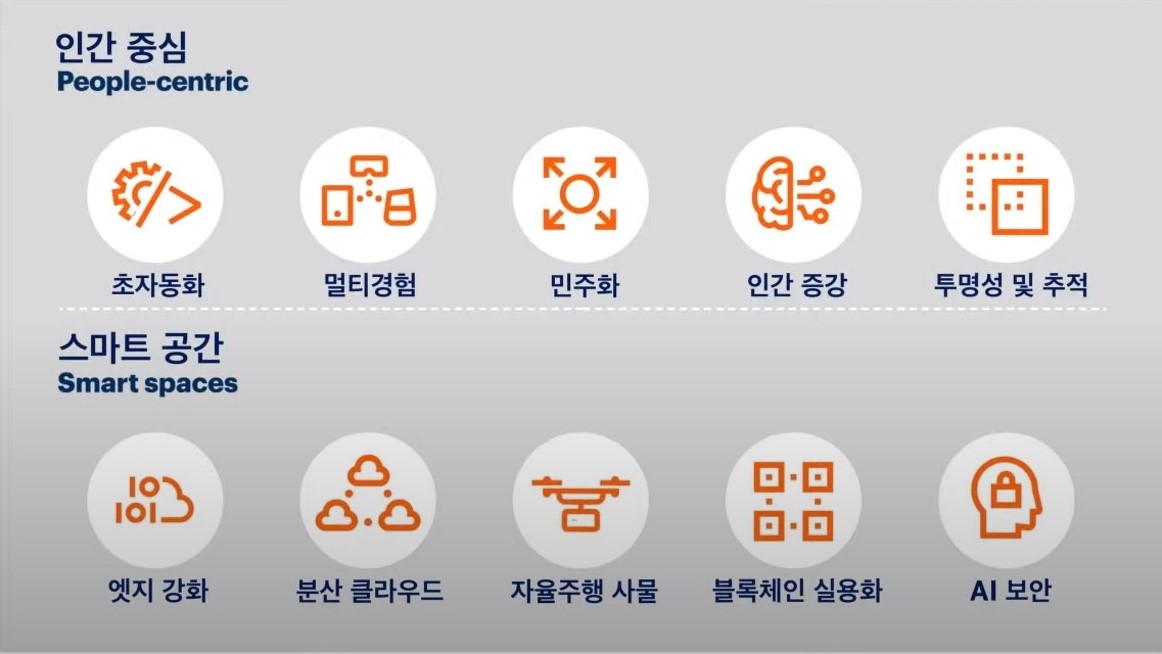 인간 중심
People-centric
초자동화 멀티경험 민주화 인간 증강 투명성 및 추적
스마트 공간
Smart spaces
엣지 강화 분산 클라우드 자율주행 사물 블록체인 실용화 AI 보안